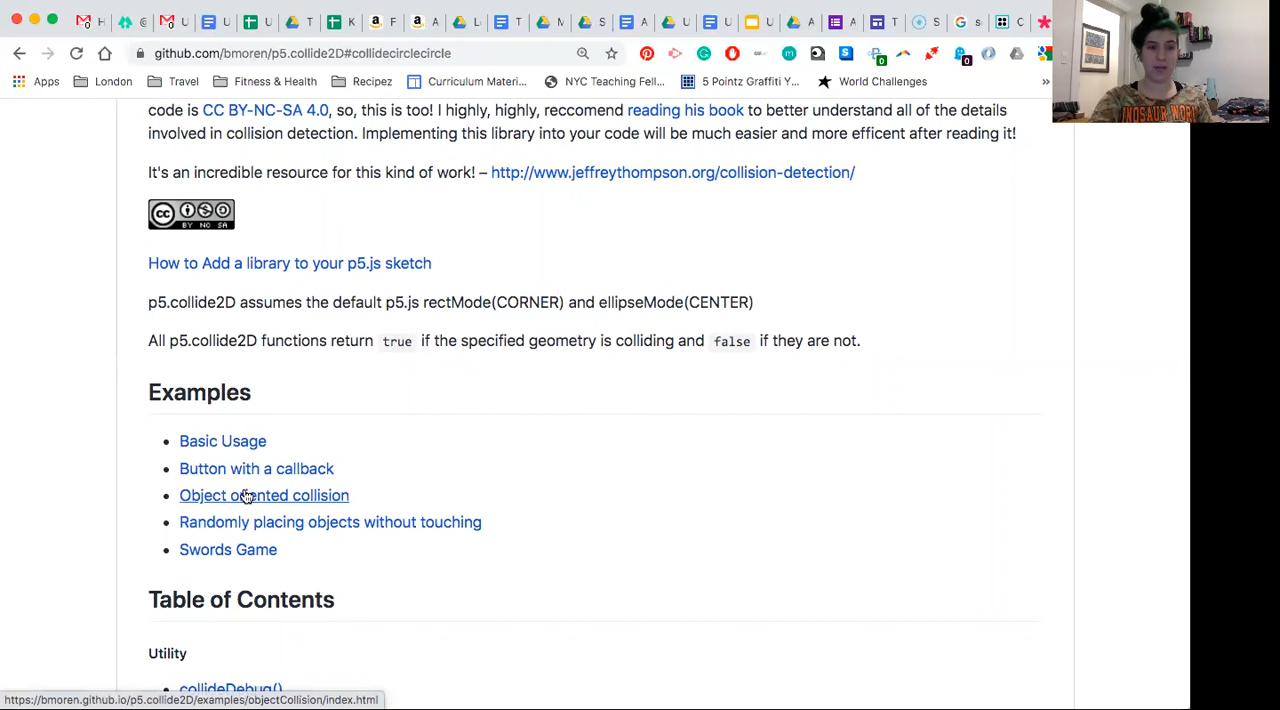 github.com/bmoren/p5.collide2D#collidecirclecircle
Apps London Travel Fitness & Health Recipez Curriculum Materi... NYC Teaching Fell... 5 Pointz Graffiti Y... World Challenges »
code is CC BY-NC-SA 4.0, so, this is too! I highly, highly, reccomend reading his book to better understand all of the details
involved in collision detection. Implementing this library into your code will be much easier and more efficent after reading it!
It's an incredible resource for this kind of work! – http://www.jeffreythompson.org/collision-detection/
cc BY NC SA
How to Add a library to your p5.js sketch
p5.collide2D assumes the default p5.js rectMode(CORNER) and ellipseMode(CENTER)
All p5.collide2D functions return true if the specified geometry is colliding and false if they are not.
Examples
Basic Usage
Button with a callback
Object oriented collision
Randomly placing objects without touching
Swords Game
Table of Contents
Utility
collideDebug()
https://bmoren.github.io/p5.collide2D/examples/objectCollision/index.html